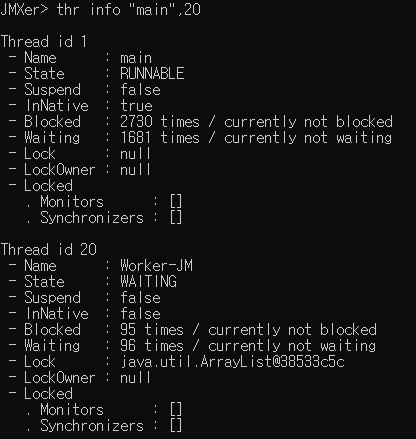 JMXer> thr info "main",20
Thread id 1
- Name : main
- State : RUNNABLE
- Suspend : false
- InNative : true
- Blocked : 2730 times / currently not blocked
- Waiting : 1681 times / currently not waiting
- Lock : null
- LockOwner : null
- Locked
. Monitors : []
. Synchronizers : []
Thread id 20
- Name : Worker-JM
- State : WAITING
- Suspend : false
- InNative : false
- Blocked : 95 times / currently not blocked
- Waiting : 96 times / currently not waiting
- Lock : java.util.ArrayList@38533c5c
- LockOwner : null
- Locked
. Monitors : []
. Synchronizers : []